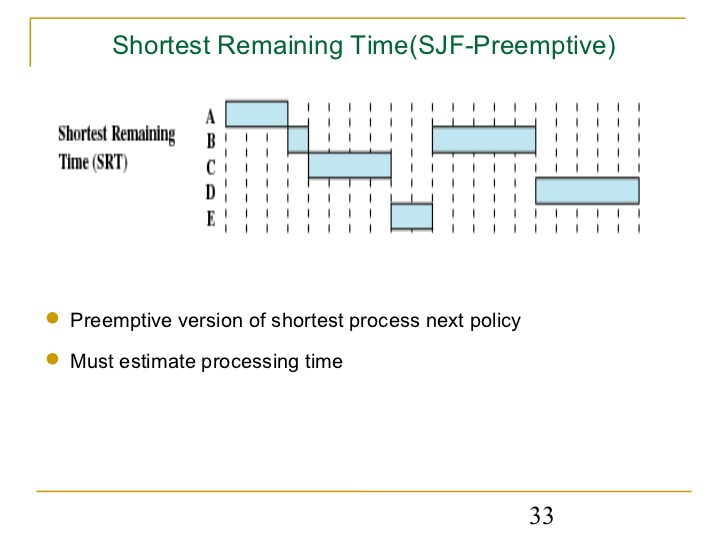 Shortest Remaining Time(SJF-Preemptive)
Shortest Remaining
Time (SRT)
A
B
C
D
E
Preemptive version of shortest process next policy
Must estimate processing time
33